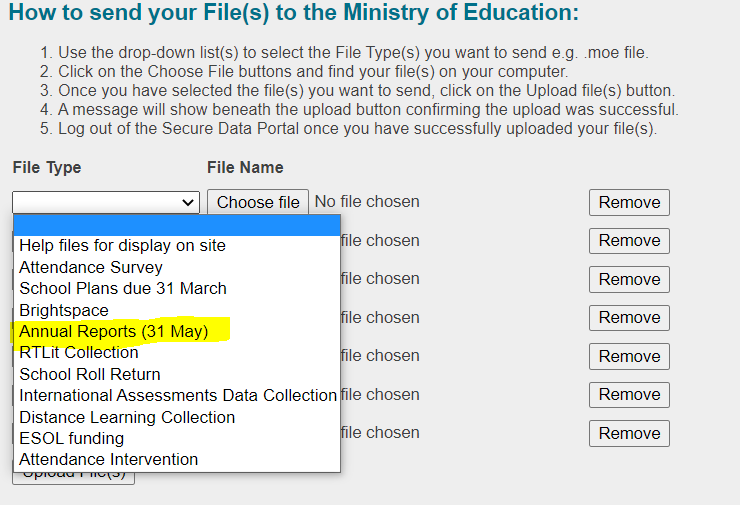 How to send your File(s) to the Ministry of Education:
1. Use the drop-down list(s) to select the File Type(s) you want to send e.g. .moe file.
2. Click on the Choose File buttons and find your file(s) on your computer.
3. Once you have selected the file(s) you want to send, click on the Upload file(s) button.
4. A message will show beneath the upload button confirming the upload was successful.
5. Log out of the Secure Data Portal once you have successfully uploaded your file(s).
File Type File Name
Choose file No file chosen Remove
Help files for display on site file chosen Remove
Attendance Survey
School Plans due 31 March file chosen Remove
Brightspace file chosen Remove
Annual Reports (31 May)
RTLit Collection file chosen Remove
School Roll Return
International Assessments Data Collection file chosen Remove
Distance Learning Collection
ESOL funding file chosen Remove
Attendance Intervention
Upload File(s)